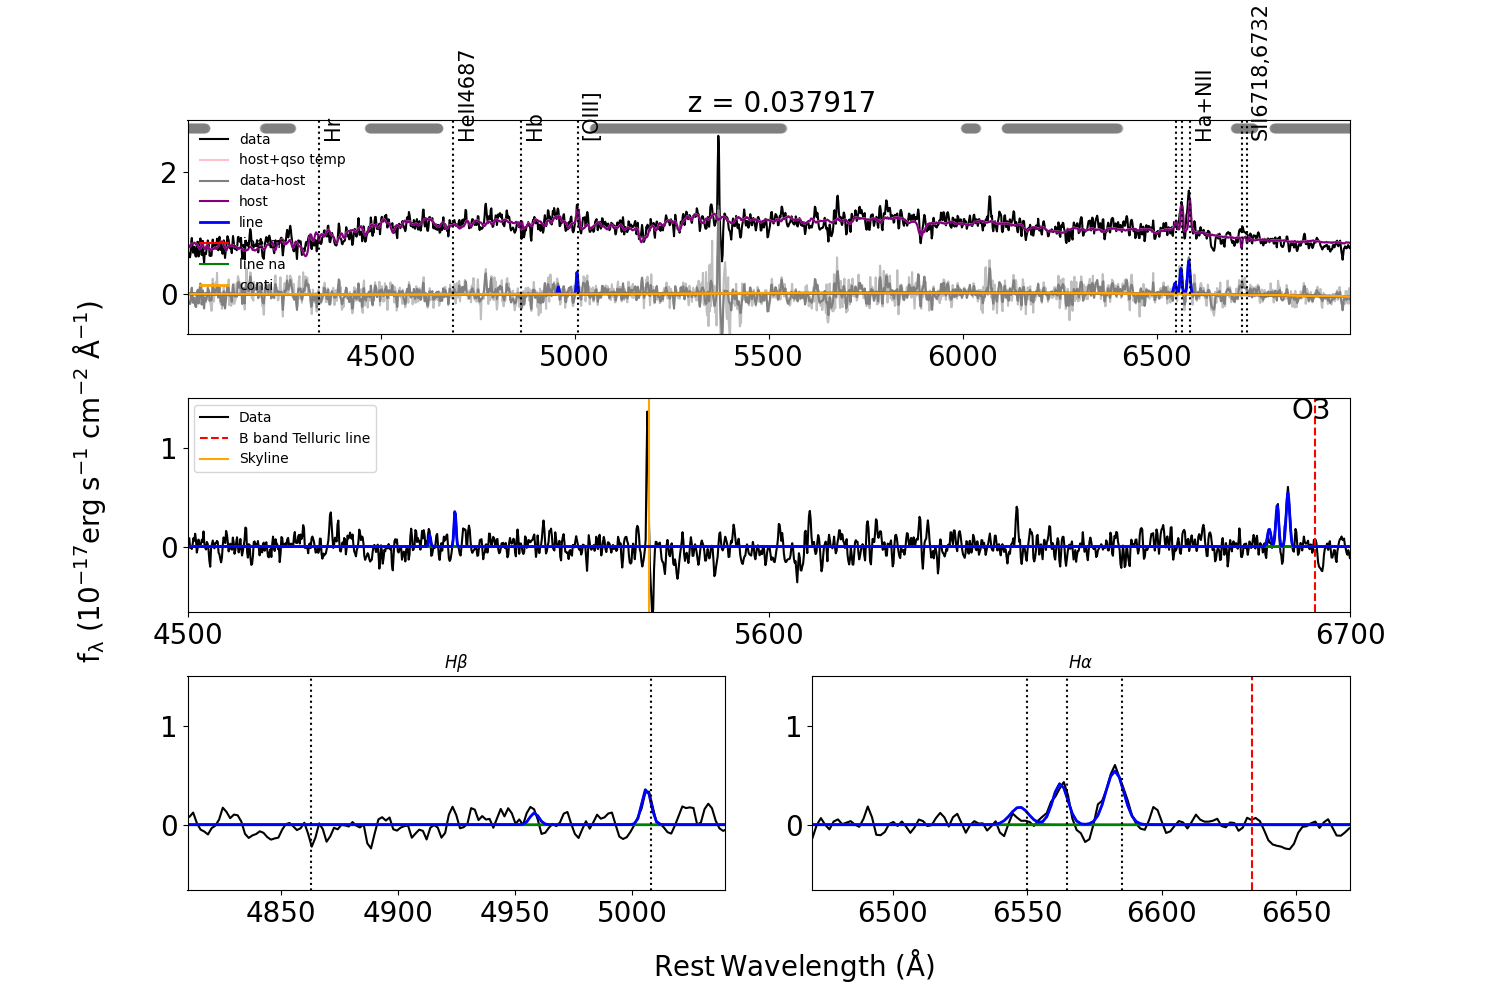 z = 0.037917
Hr
HeII4687
Hb
[OIII]
Ha+NII
SII6718,6732
data
host+qso temp
data-host
host
line
line na
conti
2
0
4500
5000
5500
6000
6500
fλ (10⁻¹⁷erg s⁻¹ cm⁻² Å⁻¹)
Data
B band Telluric line
Skyline
O3
1
0
4500
5600
6700
Hβ
1
0
4850
4900
4950
5000
Hα
1
0
6500
6550
6600
6650
Rest Wavelength (Å)